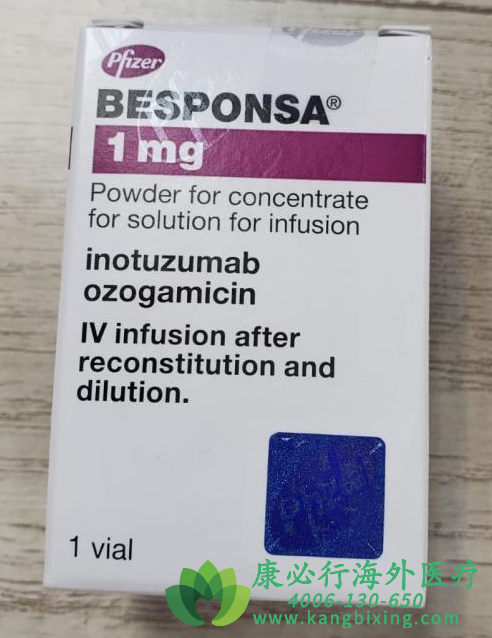 Pfizer
BESPONSA®
1 mg
Powder for concentrate
for solution for infusion
inotuzumab
ozogamicin
IV infusion after
reconstitution and
dilution.
1 vial
康必行海外医疗
4006-130-650
www.kangbixing.com